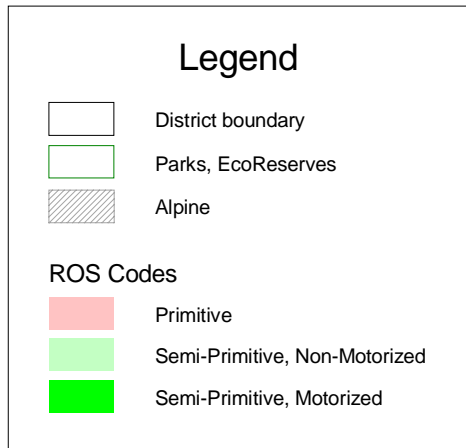 Legend
District boundary
Parks, EcoReserves
Alpine
ROS Codes
Primitive
Semi-Primitive, Non-Motorized
Semi-Primitive, Motorized